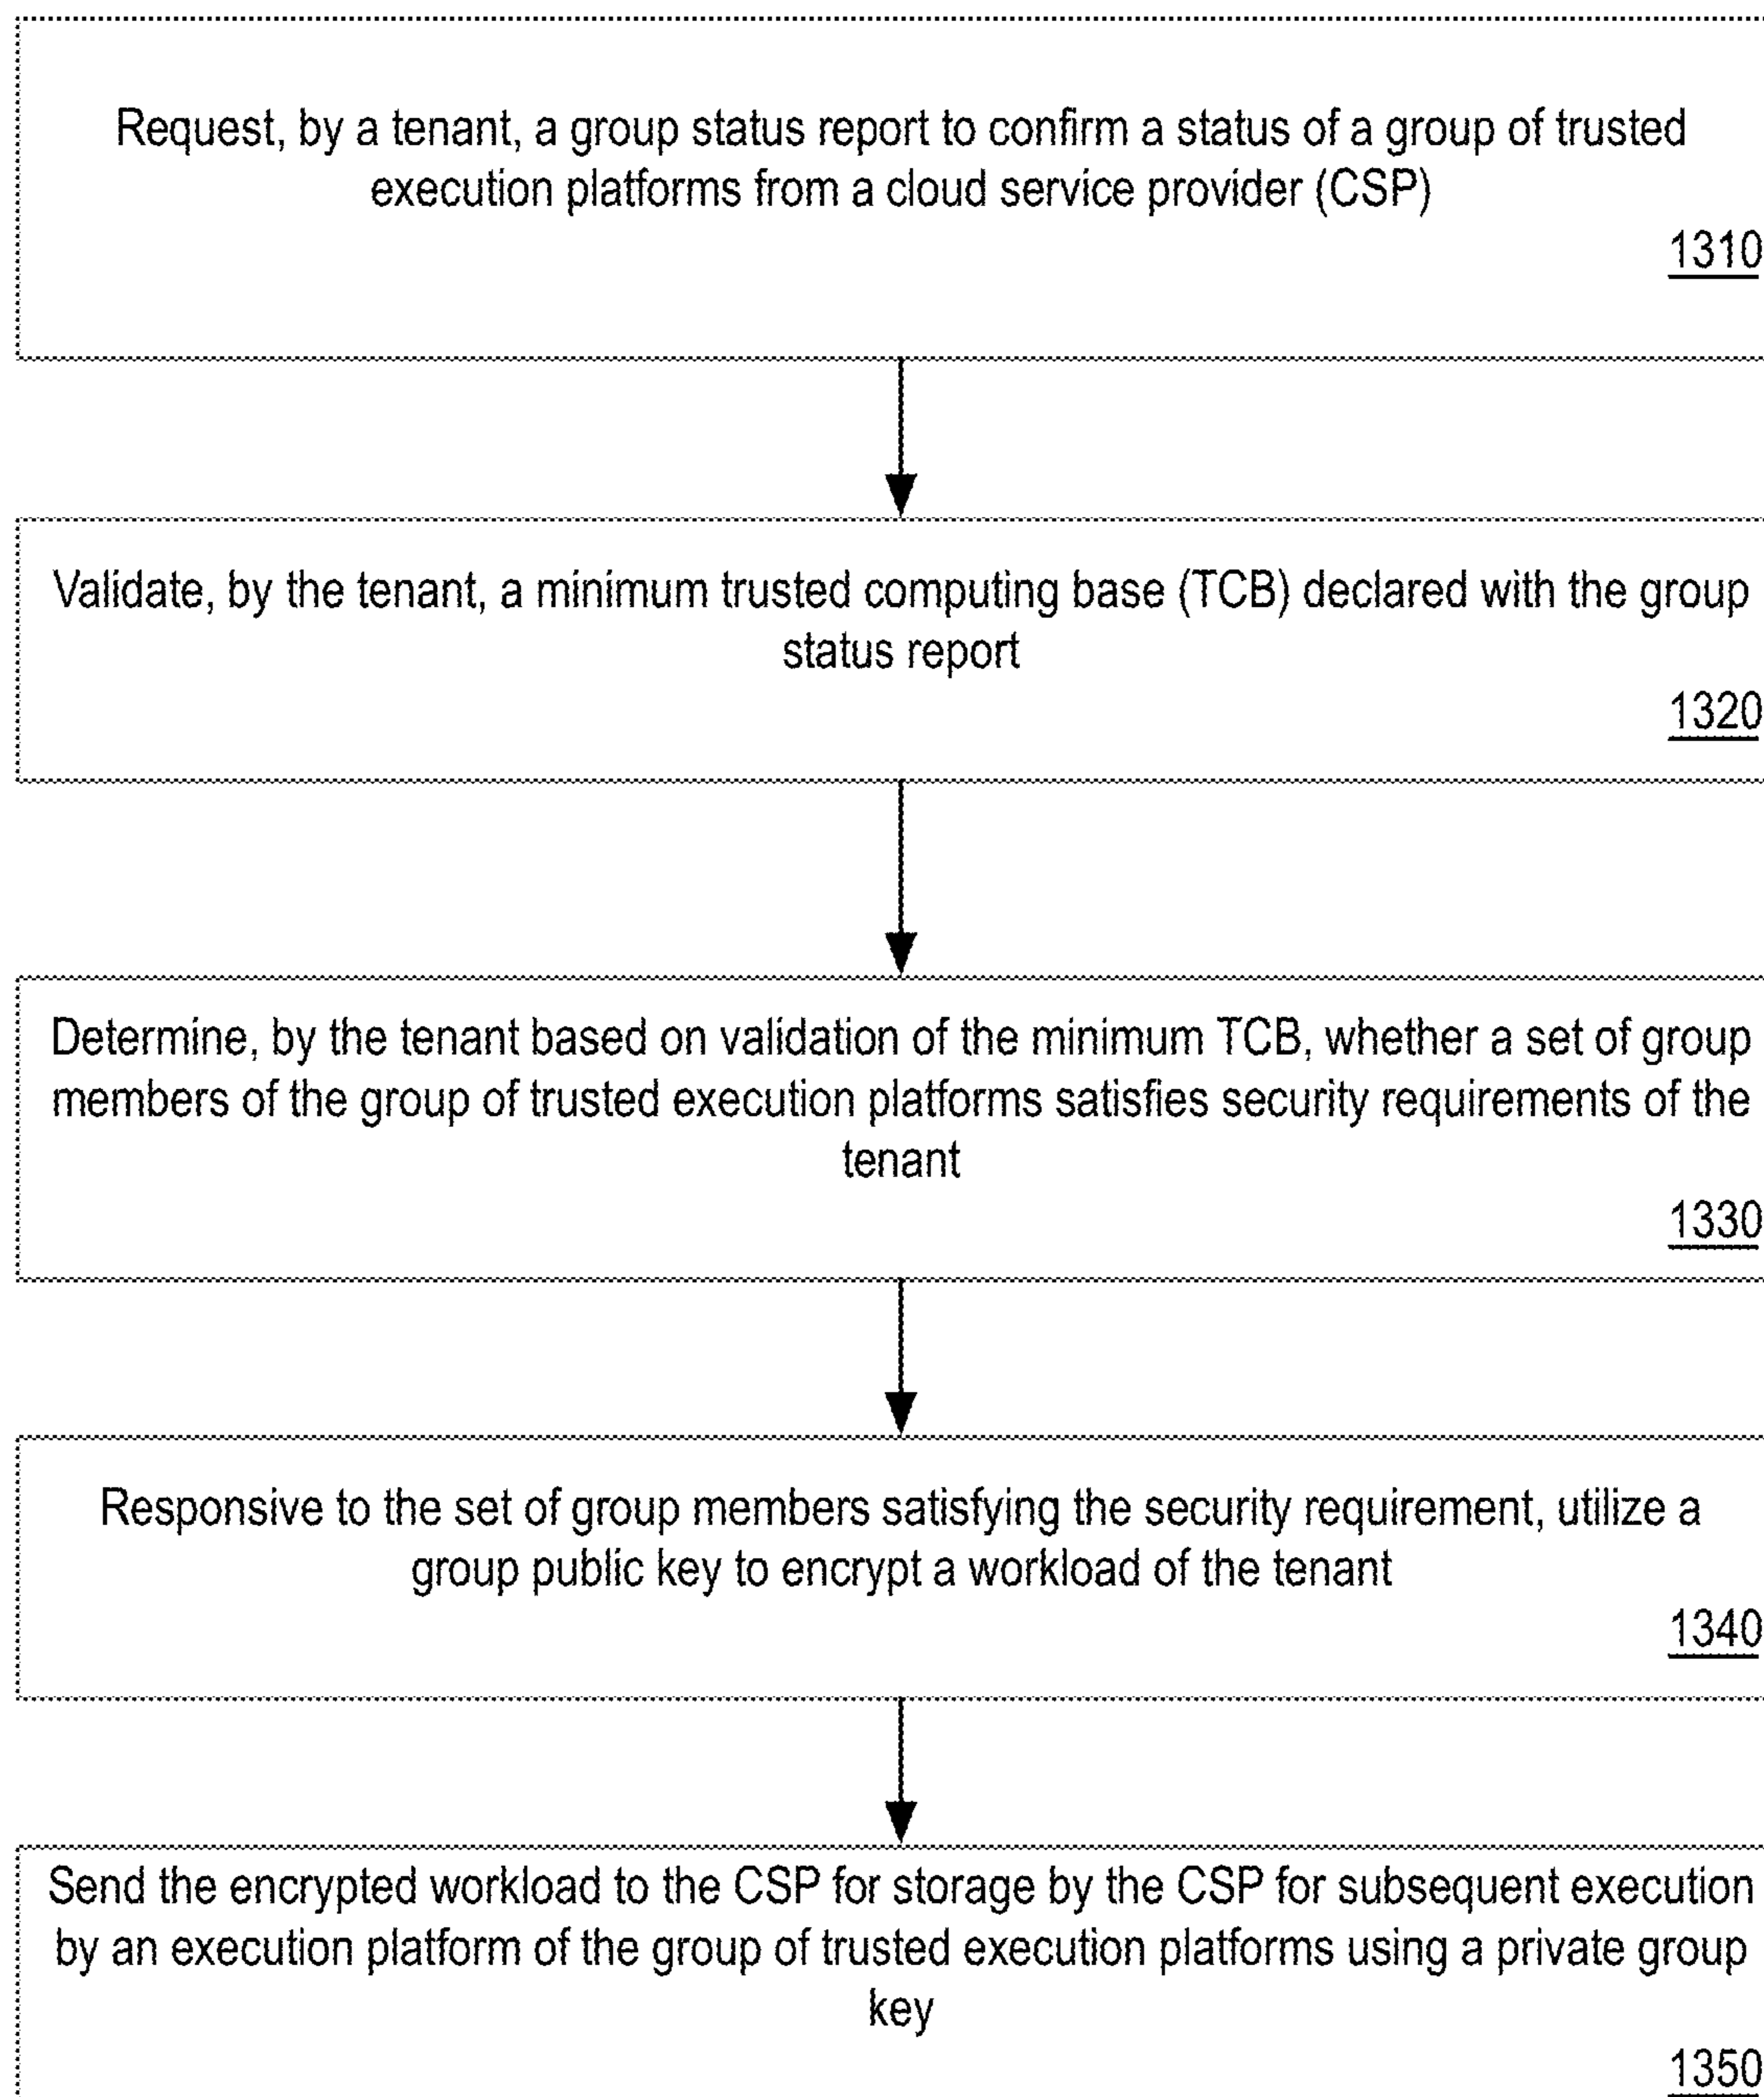 Request, by a tenant, a group status report to confirm a status of a group of trusted
execution platforms from a cloud service provider (CSP)
1310
Validate, by the tenant, a minimum trusted computing base (TCB) declared with the group
status report
1320
Determine, by the tenant based on validation of the minimum TCB, whether a set of group
members of the group of trusted execution platforms satisfies security requirements of the
tenant
1330
Responsive to the set of group members satisfying the security requirement, utilize a
group public key to encrypt a workload of the tenant
1340
Send the encrypted workload to the CSP for storage by the CSP for subsequent execution
by an execution platform of the group of trusted execution platforms using a private group
key
1350